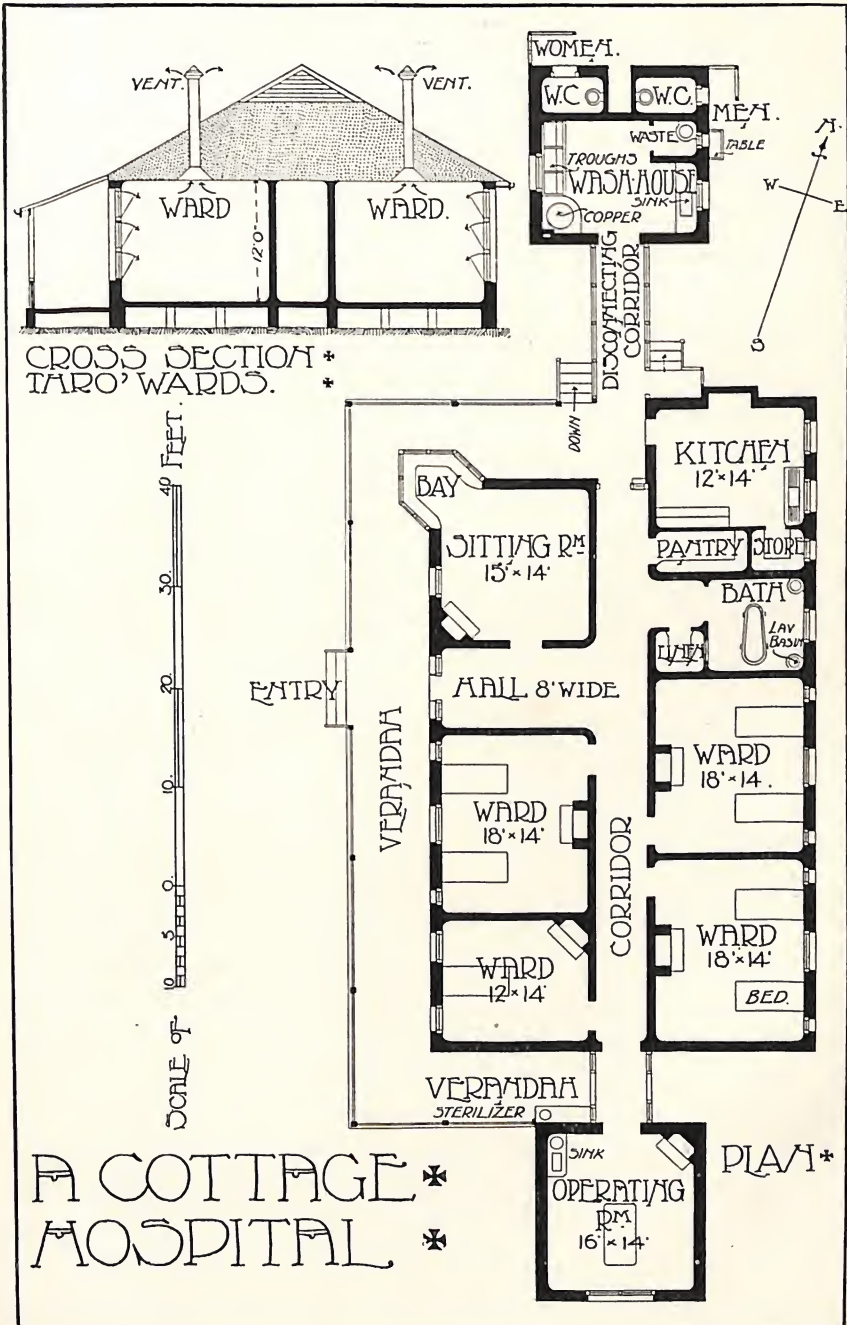 WOMEN.
VENT.
VENT.
W.C
W.C.
MEN.
WASTE
TABLE
TROUGHS
WASH-HOUSE
SINK
COPPER
N.
W
E
S
WARD
WARD.
12'0"
CROSS SECTION
THRO' WARDS.
DISCONNECTING
CORRIDOR
DOWN
KITCHEN
12'×14'
BAY
SITTING RM
15'×14'
PANTRY
STORE
BATH
LAV
BASIN
LINEN
ENTRY
HALL 8' WIDE
VERANDAH
WARD
18'×14.
WARD
18'×14'
CORRIDOR
WARD
18'×14'
BED.
WARD
12'×14'
SCALE OF
10
5
0.
10.
20.
30.
40
FEET.
VERANDAH
STERILIZER
SINK
OPERATING
RM
16'×14'
PLAN
A COTTAGE
HOSPITAL.